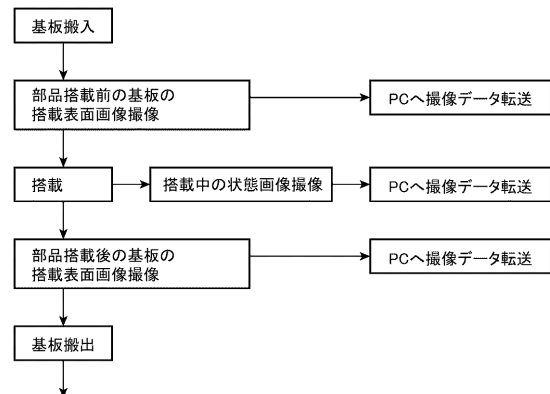 基板搬入
部品搭載前の基板の
搭載表面画像撮像
PCへ撮像データ転送
搭載
搭載中の状態画像撮像
PCへ撮像データ転送
部品搭載後の基板の
搭載表面画像撮像
PCへ撮像データ転送
基板搬出